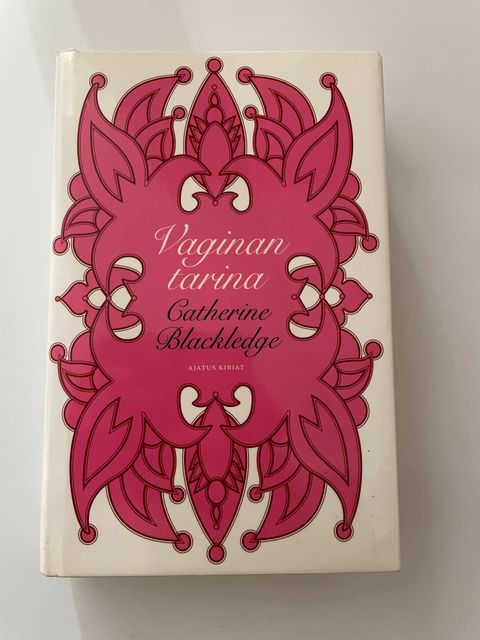 Vaginan
tarina
Catherine
Blackledge
AJATUS KIRJAT